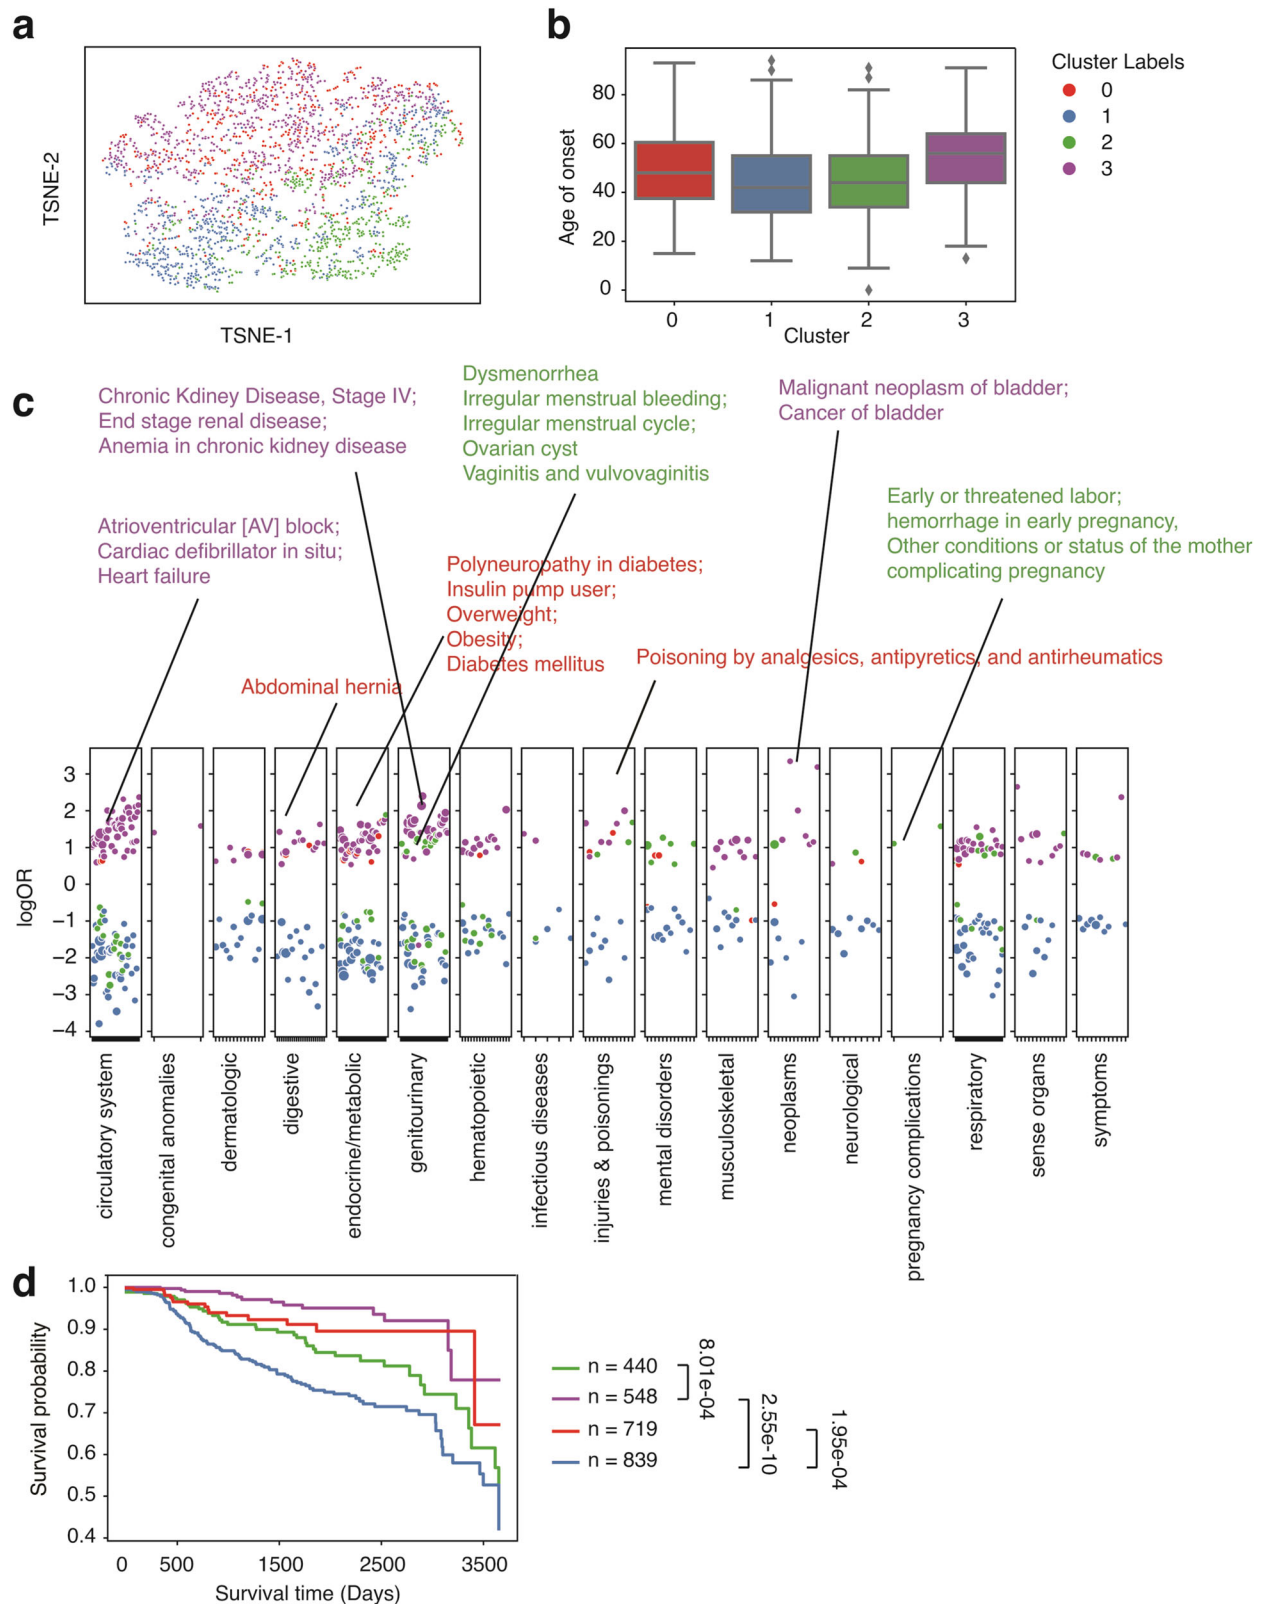 a
TSNE-2
TSNE-1
b
Age of onset
80
60
40
20
0
0 1 2 3
Cluster
Cluster Labels
0
1
2
3
c
Chronic Kdiney Disease, Stage IV;
End stage renal disease;
Anemia in chronic kidney disease
Dysmenorrhea
Irregular menstrual bleeding;
Irregular menstrual cycle;
Ovarian cyst
Vaginitis and vulvovaginitis
Malignant neoplasm of bladder;
Cancer of bladder
Early or threatened labor;
hemorrhage in early pregnancy,
Other conditions or status of the mother
complicating pregnancy
Atrioventricular [AV] block;
Cardiac defibrillator in situ;
Heart failure
Polyneuropathy in diabetes;
Insulin pump user;
Overweight;
Obesity;
Diabetes mellitus
Poisoning by analgesics, antipyretics, and antirheumatics
Abdominal hernia
logOR
3
2
1
0
−1
−2
−3
−4
circulatory system
congenital anomalies
dermatologic
digestive
endocrine/metabolic
genitourinary
hematopoietic
infectious diseases
injuries & poisonings
mental disorders
musculoskeletal
neoplasms
neurological
pregnancy complications
respiratory
sense organs
symptoms
d
Survival probability
1.0
0.9
0.8
0.7
0.6
0.5
0.4
0 500 1500 2500 3500
Survival time (Days)
n = 440
n = 548
n = 719
n = 839
8.01e-04
2.55e-10
1.95e-04